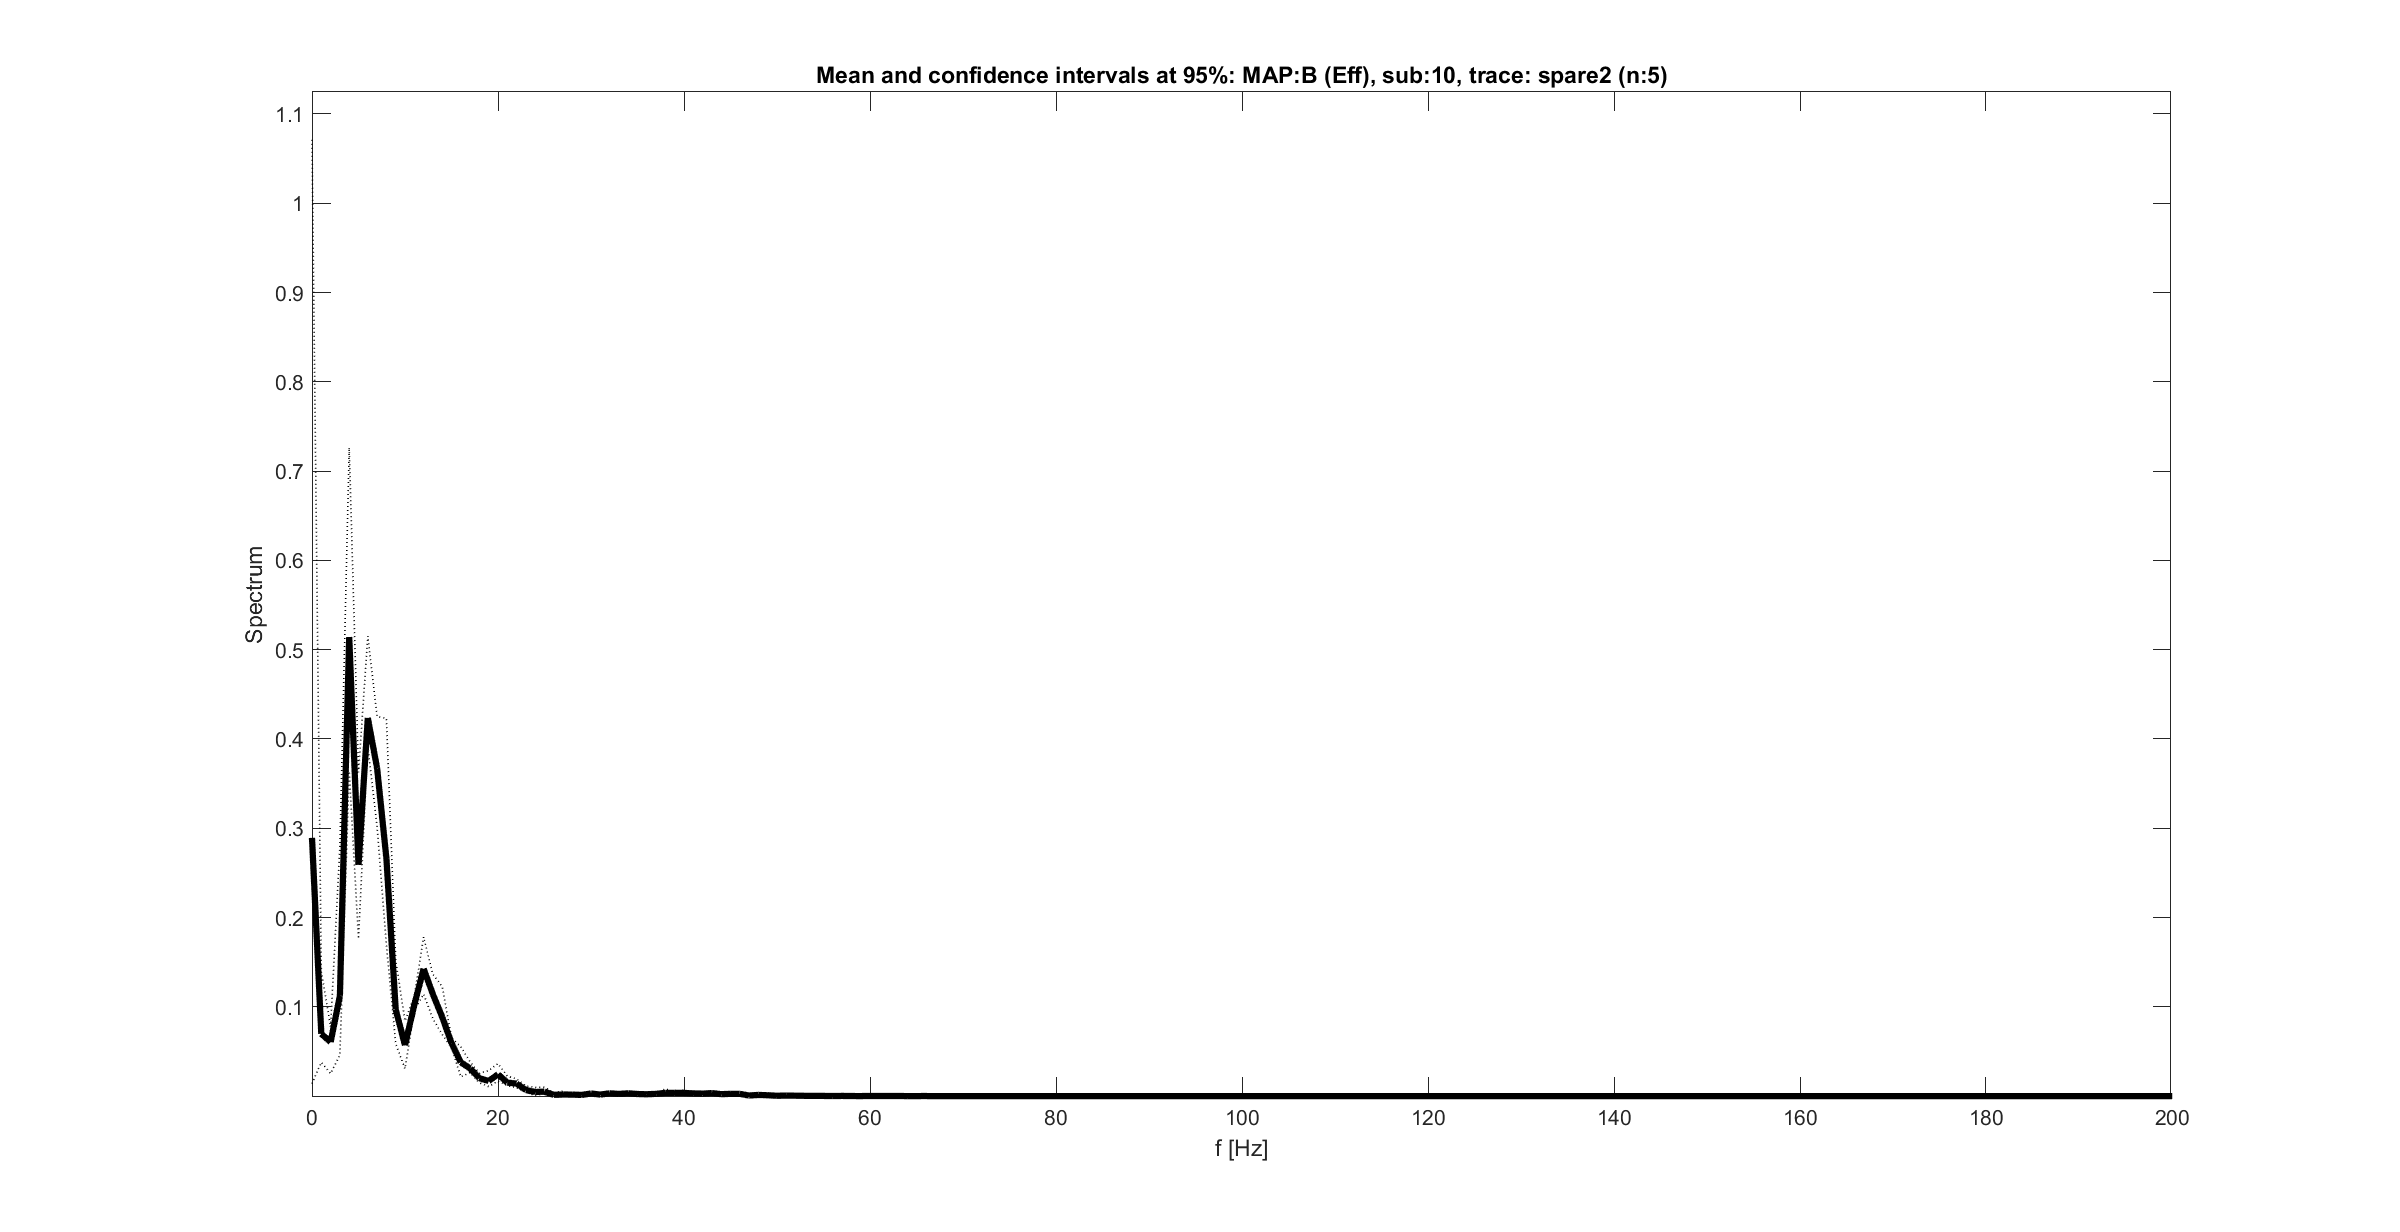 Mean and confidence intervals at 95%: MAP:B (Eff), sub:10, trace: spare2 (n:5)
1.1
1
0.9
0.8
0.7
0.6
0.5
0.4
0.3
0.2
0.1
Spectrum
0 20 40 60 80 100 120 140 160 180 200
f [Hz]